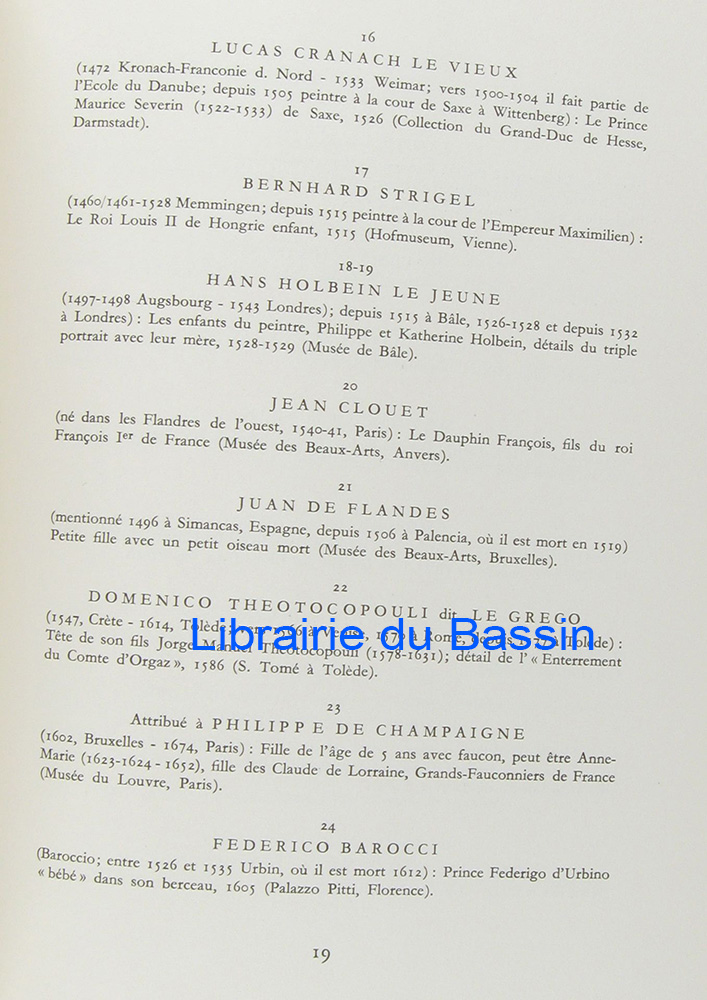 16
LUCAS CRANACH LE VIEUX
(1472 Kronach-Franconie d. Nord - 1533 Weimar; vers 1500-1504 il fait partie de
l'Ecole du Danube; depuis 1505 peintre à la cour de Saxe à Wittenberg) : Le Prince
Maurice Severin (1522-1533) de Saxe, 1526 (Collection du Grand-Duc de Hesse,
Darmstadt).
17
BERNHARD STRIGEL
(1460/1461-1528 Memmingen; depuis 1515 peintre à la cour de l'Empereur Maximilien) :
Le Roi Louis II de Hongrie enfant, 1515 (Hofmuseum, Vienne).
18-19
HANS HOLBEIN LE JEUNE
(1497-1498 Augsbourg - 1543 Londres); depuis 1515 à Bâle, 1526-1528 et depuis 1532
à Londres) : Les enfants du peintre, Philippe et Katherine Holbein, détails du triple
portrait avec leur mère, 1528-1529 (Musée de Bâle).
20
JEAN CLOUET
(né dans les Flandres de l'ouest, 1540-41, Paris) : Le Dauphin François, fils du roi
François Ier de France (Musée des Beaux-Arts, Anvers).
21
JUAN DE FLANDES
(mentionné 1496 à Simancas, Espagne, depuis 1506 à Palencia, où il est mort en 1519)
Petite fille avec un petit oiseau mort (Musée des Beaux-Arts, Bruxelles).
22
DOMENICO THEOTOCOPOULI dit LE GREGO
(1547, Crète - 1614, Tolède; vers 1566 à Venise, 1570 à Rome, depuis 1577 à Tolède) :
Librairie du Bassin
Tête de son fils Jorge Manuel Theotocopouli (1578-1631); détail de l'« Enterrement
du Comte d'Orgaz », 1586 (S. Tomé à Tolède).
23
Attribué à PHILIPPE DE CHAMPAIGNE
(1602, Bruxelles - 1674, Paris) : Fille de l'âge de 5 ans avec faucon, peut être Anne-
Marie (1623-1624 - 1652), fille des Claude de Lorraine, Grands-Fauconniers de France
(Musée du Louvre, Paris).
24
FEDERICO BAROCCI
(Baroccio; entre 1526 et 1535 Urbin, où il est mort 1612) : Prince Federigo d'Urbino
« bébé » dans son berceau, 1605 (Palazzo Pitti, Florence).
19